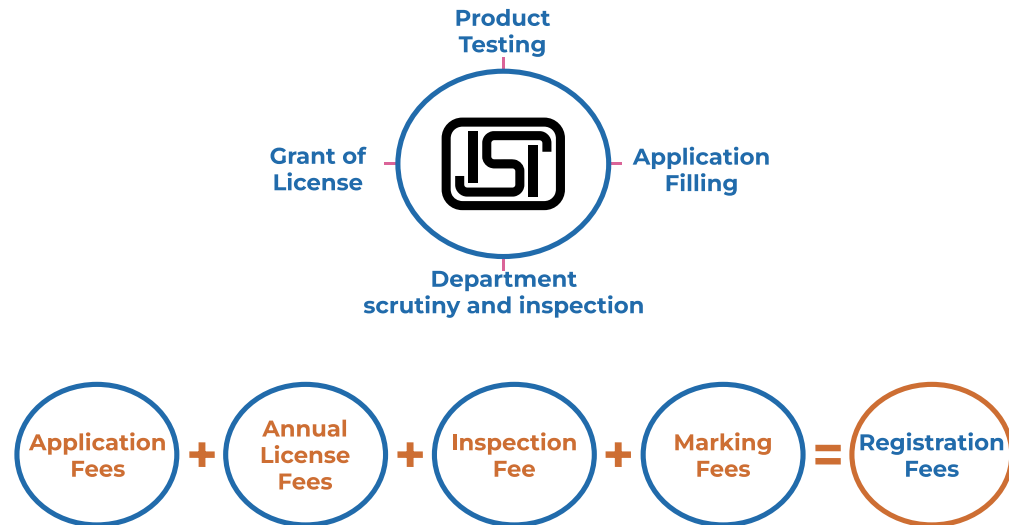 Product
Testing
Grant of
License
ISI
Application
Filling
Department
scrutiny and inspection
Application
Fees
+
Annual
License
Fees
+
Inspection
Fee
+
Marking
Fees
=
Registration
Fees